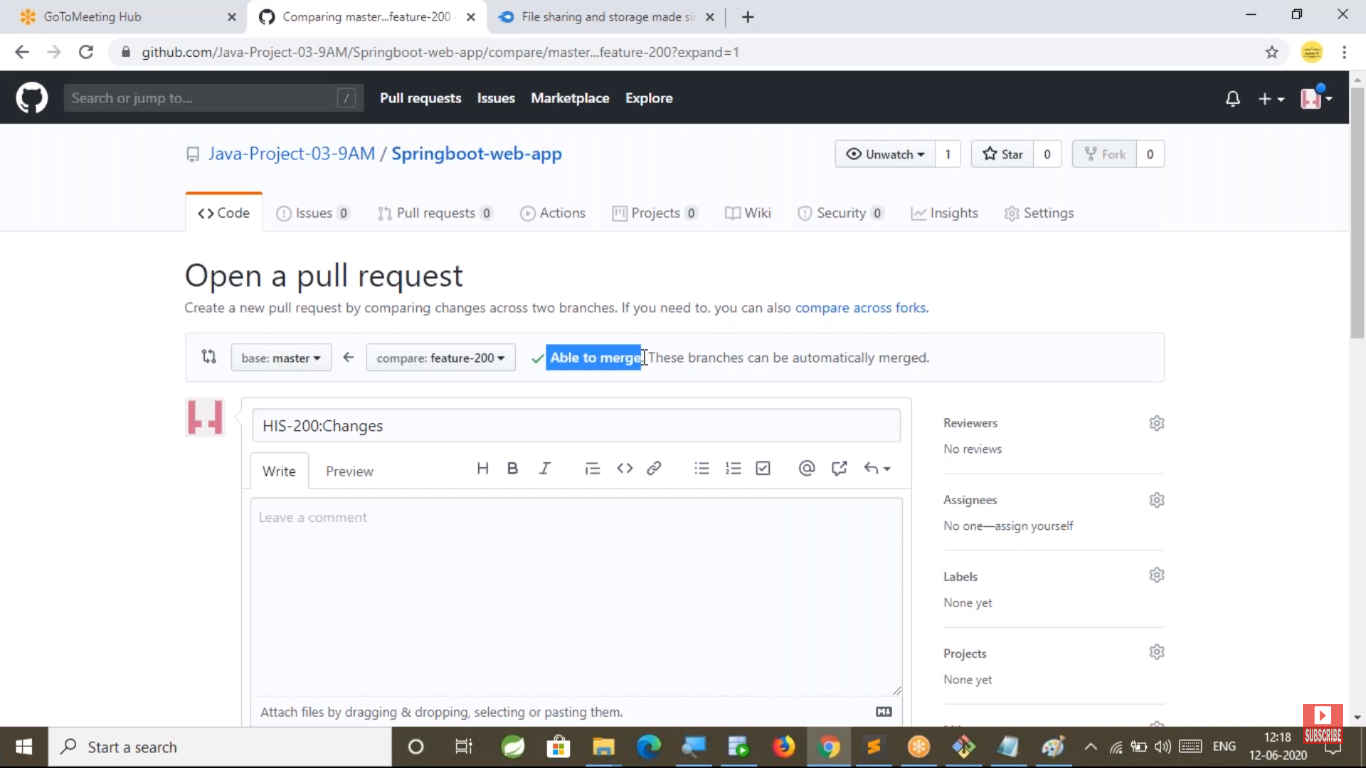 GoToMeeting Hub
Comparing master...feature-200
File sharing and storage made si
github.com/Java-Project-03-9AM/Springboot-web-app/compare/master...feature-200?expand=1
Search or jump to... /
Pull requests Issues Marketplace Explore
Java-Project-03-9AM / Springboot-web-app
Unwatch 1 Star 0 Fork 0
Code Issues 0 Pull requests 0 Actions Projects 0 Wiki Security 0 Insights Settings
Open a pull request
Create a new pull request by comparing changes across two branches. If you need to, you can also compare across forks.
base: master compare: feature-200 Able to merge. These branches can be automatically merged.
HIS-200:Changes
Write Preview
Leave a comment
Attach files by dragging & dropping, selecting or pasting them.
Reviewers
No reviews
Assignees
No one—assign yourself
Labels
None yet
Projects
None yet
Start a search
ENG
12:18
12-06-2020
SUBSCRIBE